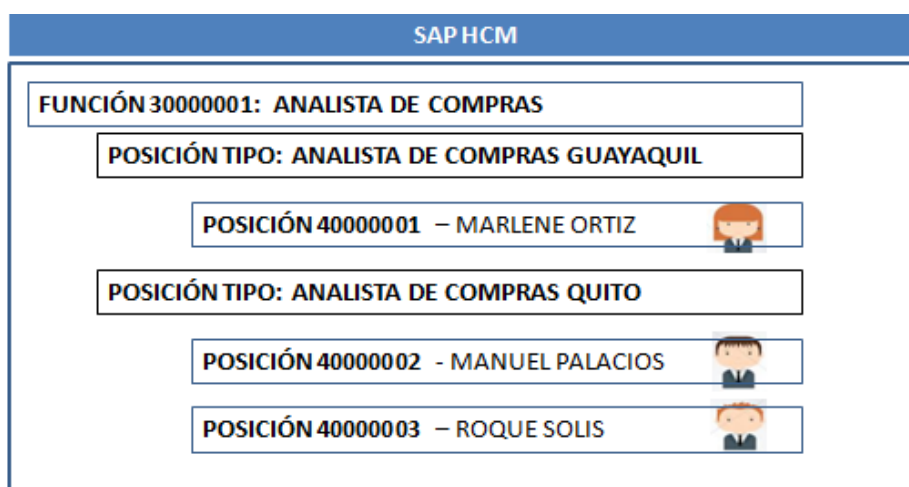 SAP HCM
FUNCIÓN 30000001: ANALISTA DE COMPRAS
POSICIÓN TIPO: ANALISTA DE COMPRAS GUAYAQUIL
POSICIÓN 40000001 – MARLENE ORTIZ
POSICIÓN TIPO: ANALISTA DE COMPRAS QUITO
POSICIÓN 40000002 - MANUEL PALACIOS
POSICIÓN 40000003 – ROQUE SOLIS